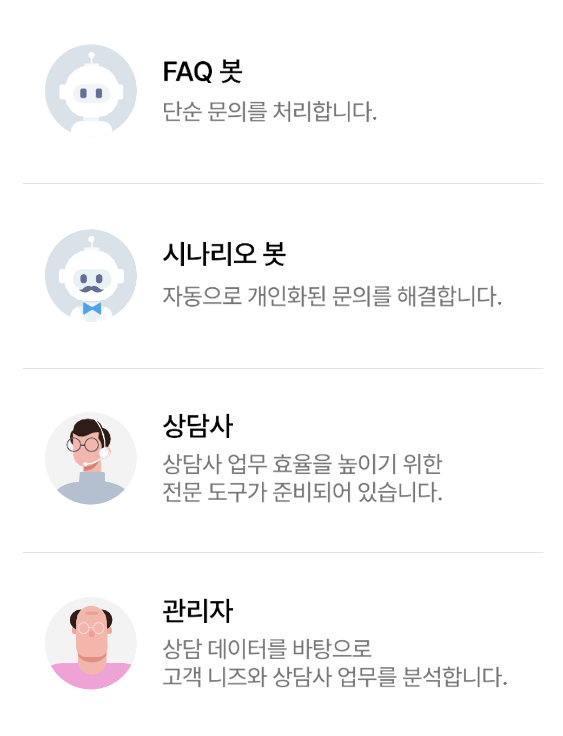 FAQ 봇
단순 문의를 처리합니다.
시나리오 봇
자동으로 개인화된 문의를 해결합니다.
상담사
상담사 업무 효율을 높이기 위한
전문 도구가 준비되어 있습니다.
관리자
상담 데이터를 바탕으로
고객 니즈와 상담사 업무를 분석합니다.